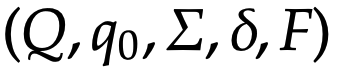 (Q, q₀, Σ, δ, F)